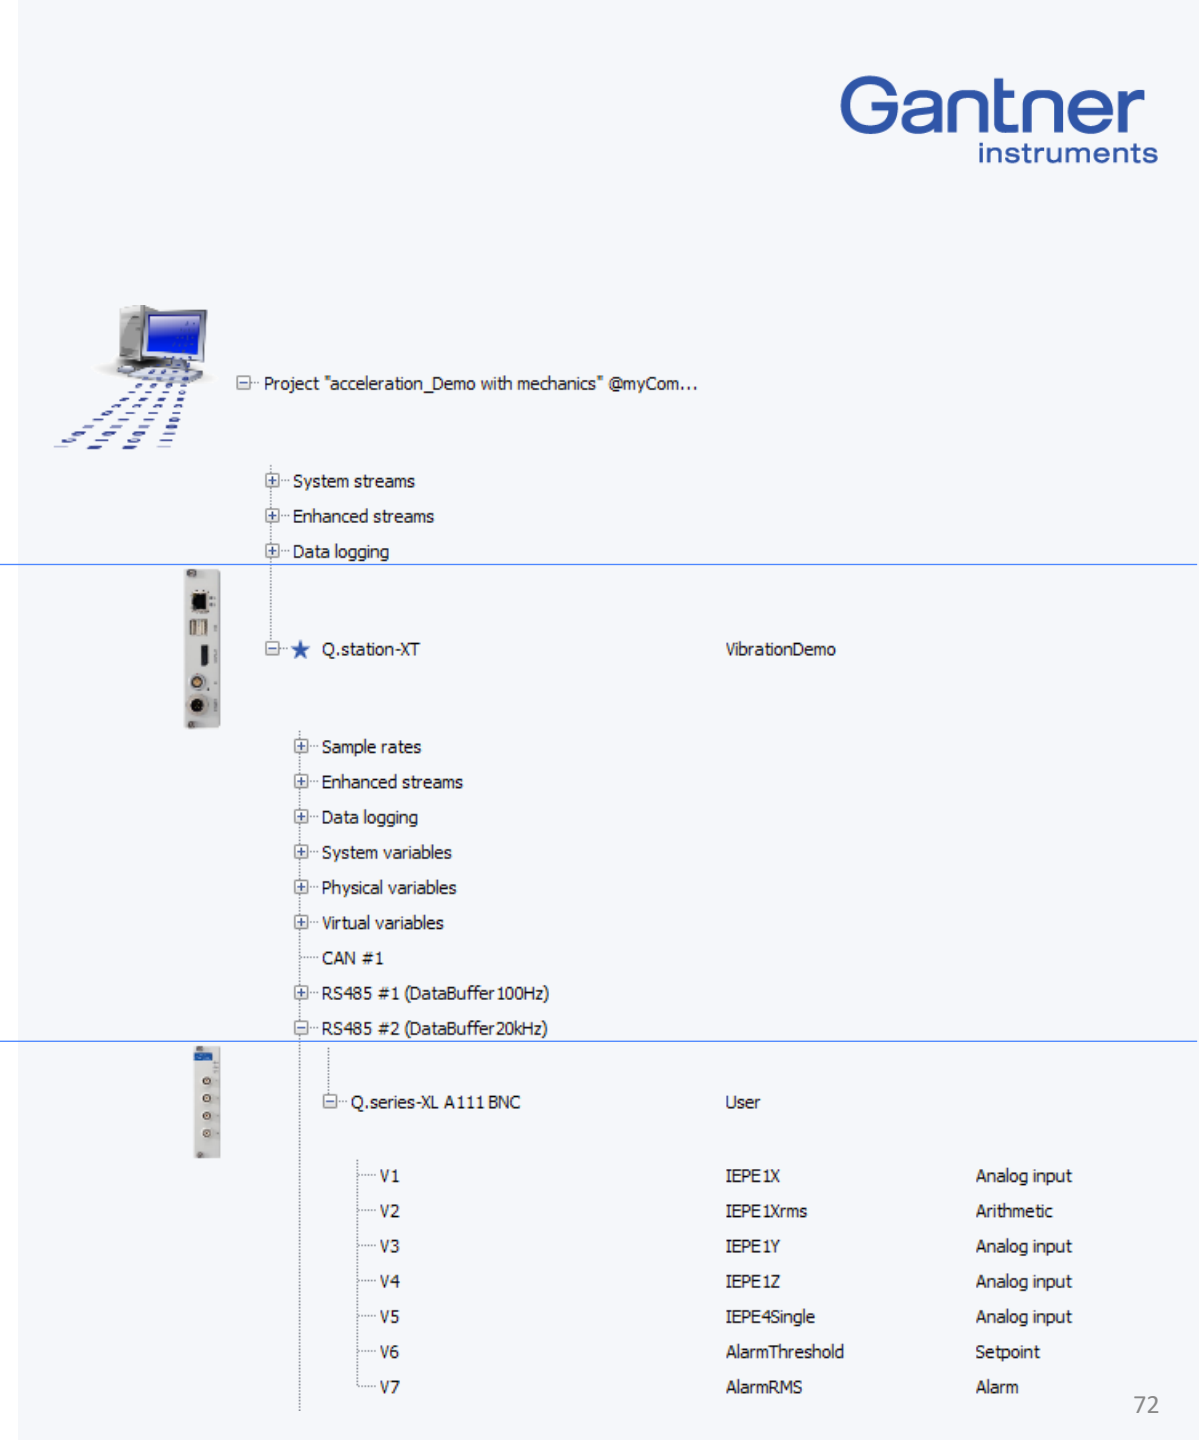 Gantner
instruments
Project "acceleration_Demo with mechanics" @myCom...
System streams
Enhanced streams
Data logging
Q.station-XT VibrationDemo
Sample rates
Enhanced streams
Data logging
System variables
Physical variables
Virtual variables
CAN #1
RS485 #1 (DataBuffer100Hz)
RS485 #2 (DataBuffer20kHz)
Q.series-XL A111 BNC User
V1 IEPE1X Analog input
V2 IEPE1Xrms Arithmetic
V3 IEPE1Y Analog input
V4 IEPE1Z Analog input
V5 IEPE4Single Analog input
V6 AlarmThreshold Setpoint
V7 AlarmRMS Alarm
72